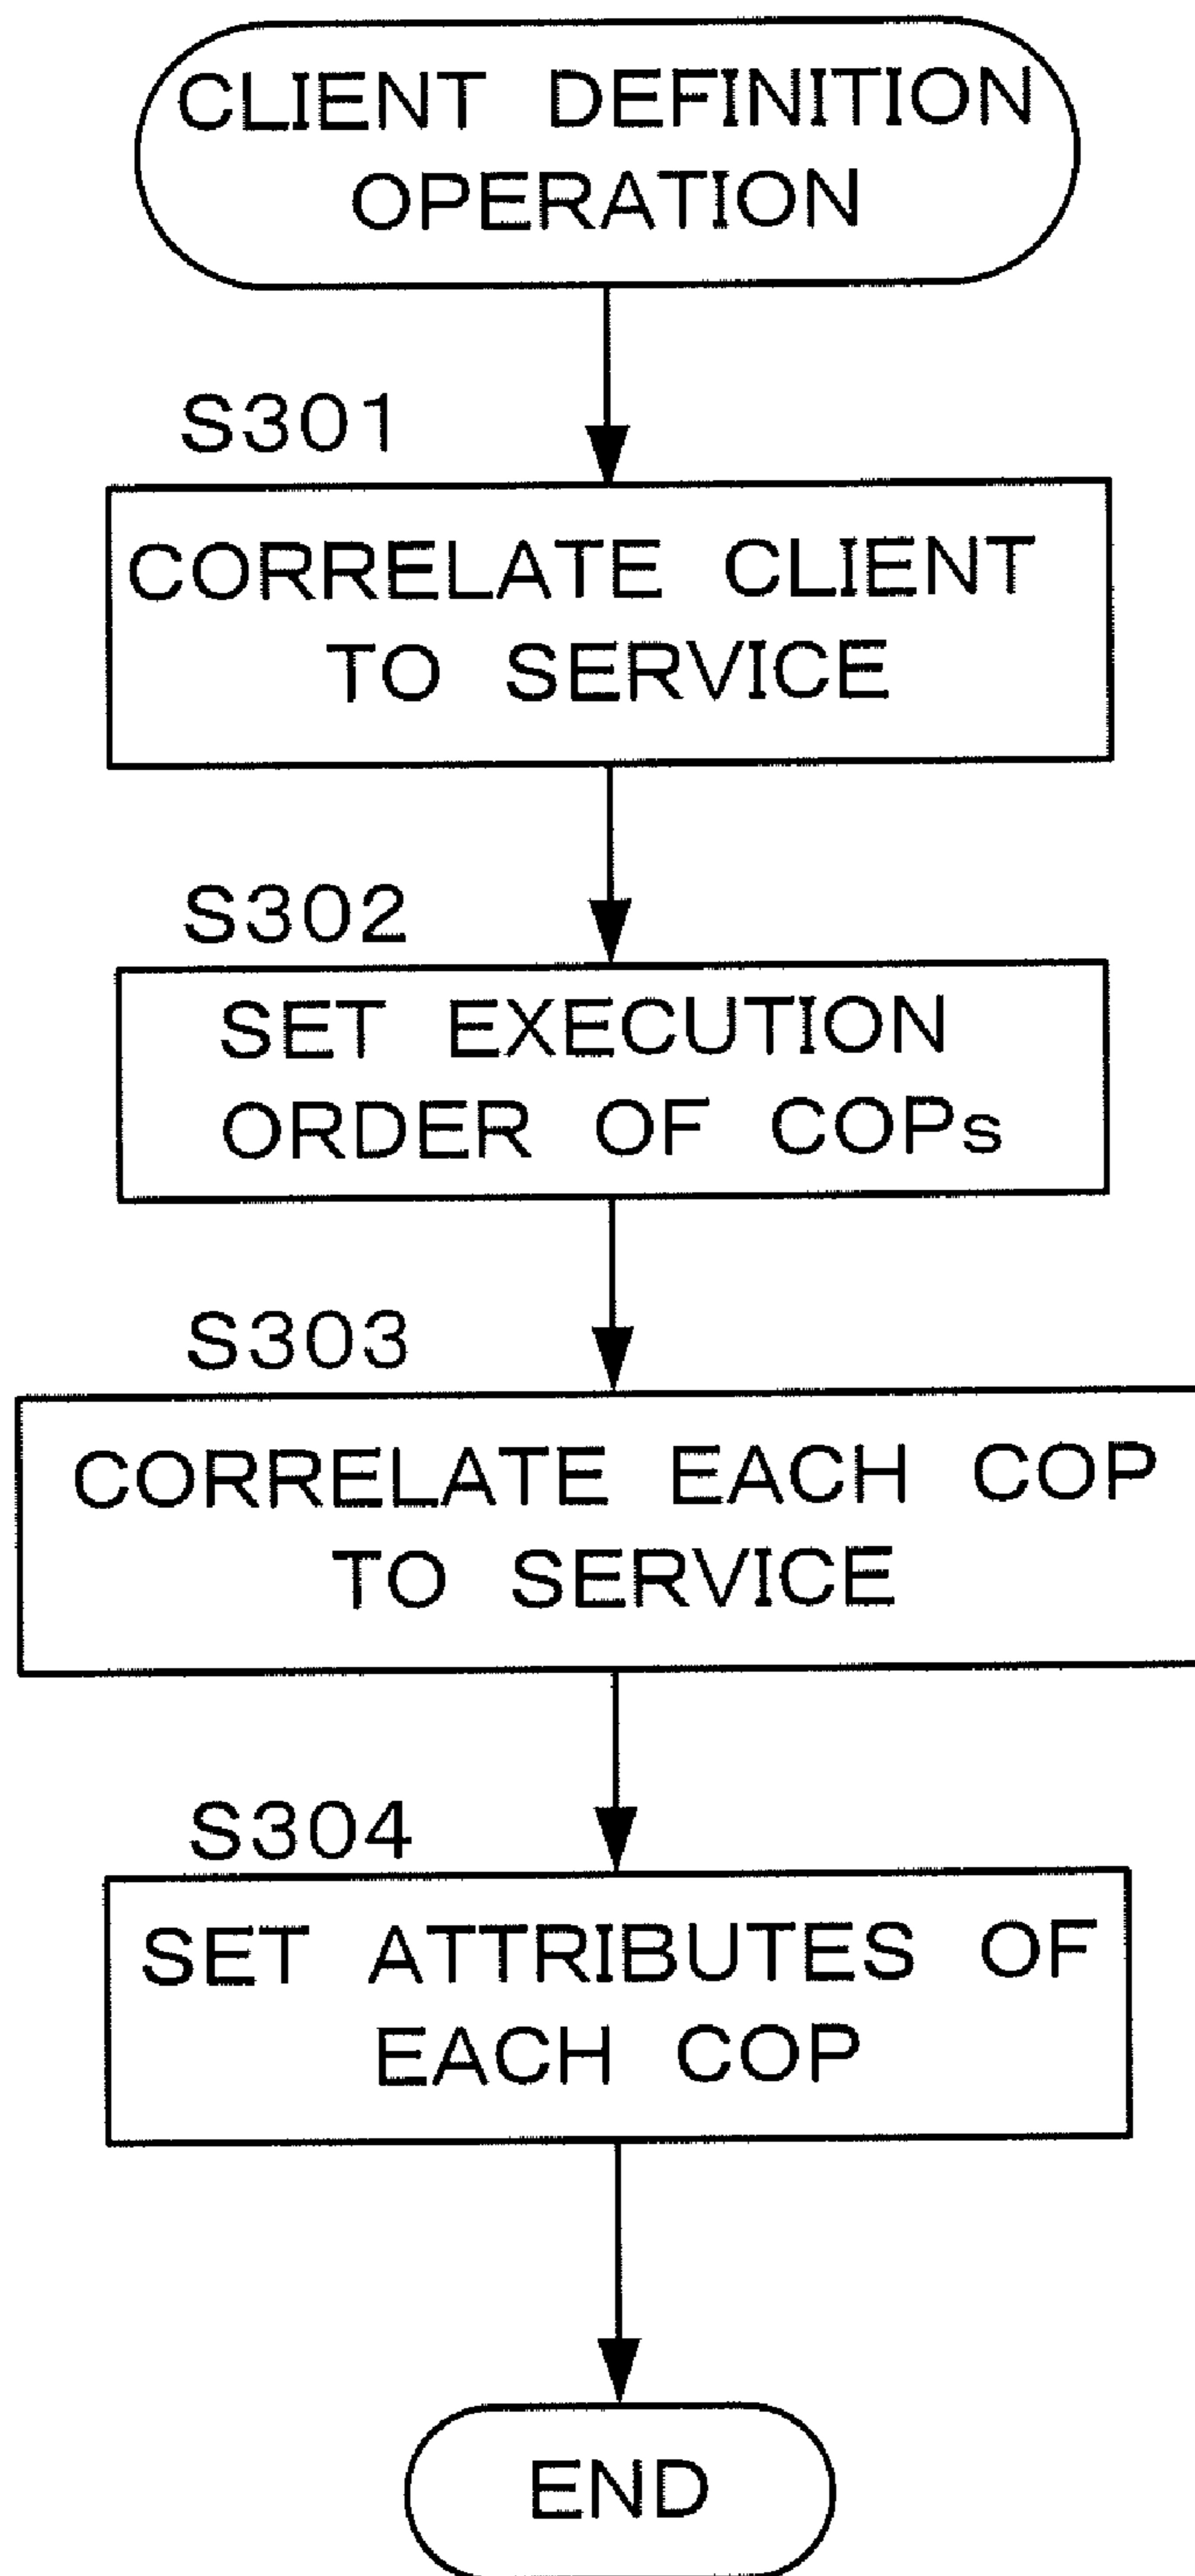 CLIENT DEFINITION
OPERATION
S301
CORRELATE CLIENT
TO SERVICE
S302
SET EXECUTION
ORDER OF COPs
S303
CORRELATE EACH COP
TO SERVICE
S304
SET ATTRIBUTES OF
EACH COP
END